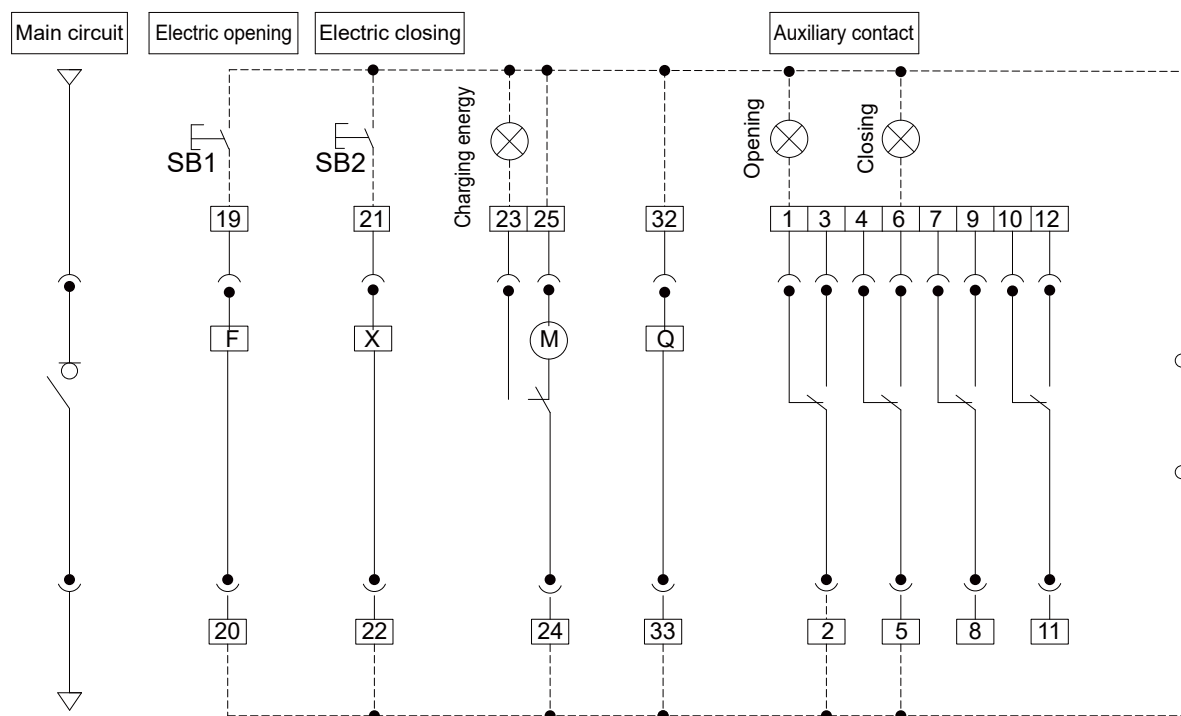 Main circuit
Electric opening
Electric closing
Auxiliary contact
Charging energy
Opening
Closing
SB1
SB2
19
21
23
25
32
1
3
4
6
7
9
10
12
F
X
M
Q
20
22
24
33
2
5
8
11